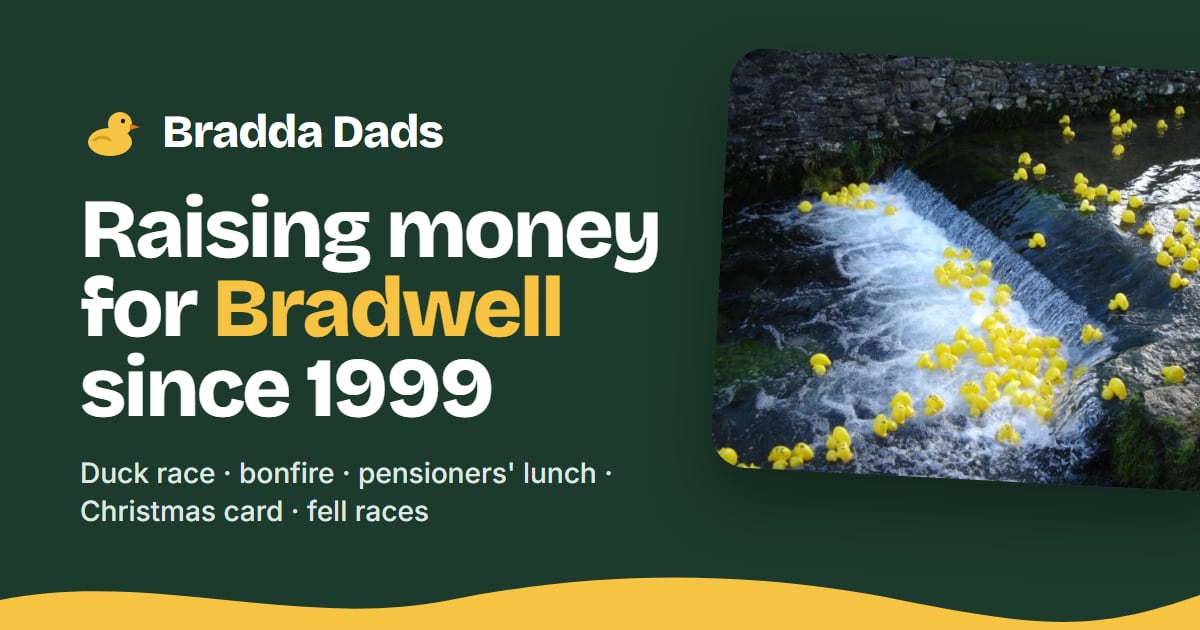 Bradda Dads
Raising money
for Bradwell
since 1999
Duck race · bonfire · pensioners' lunch ·
Christmas card · fell races